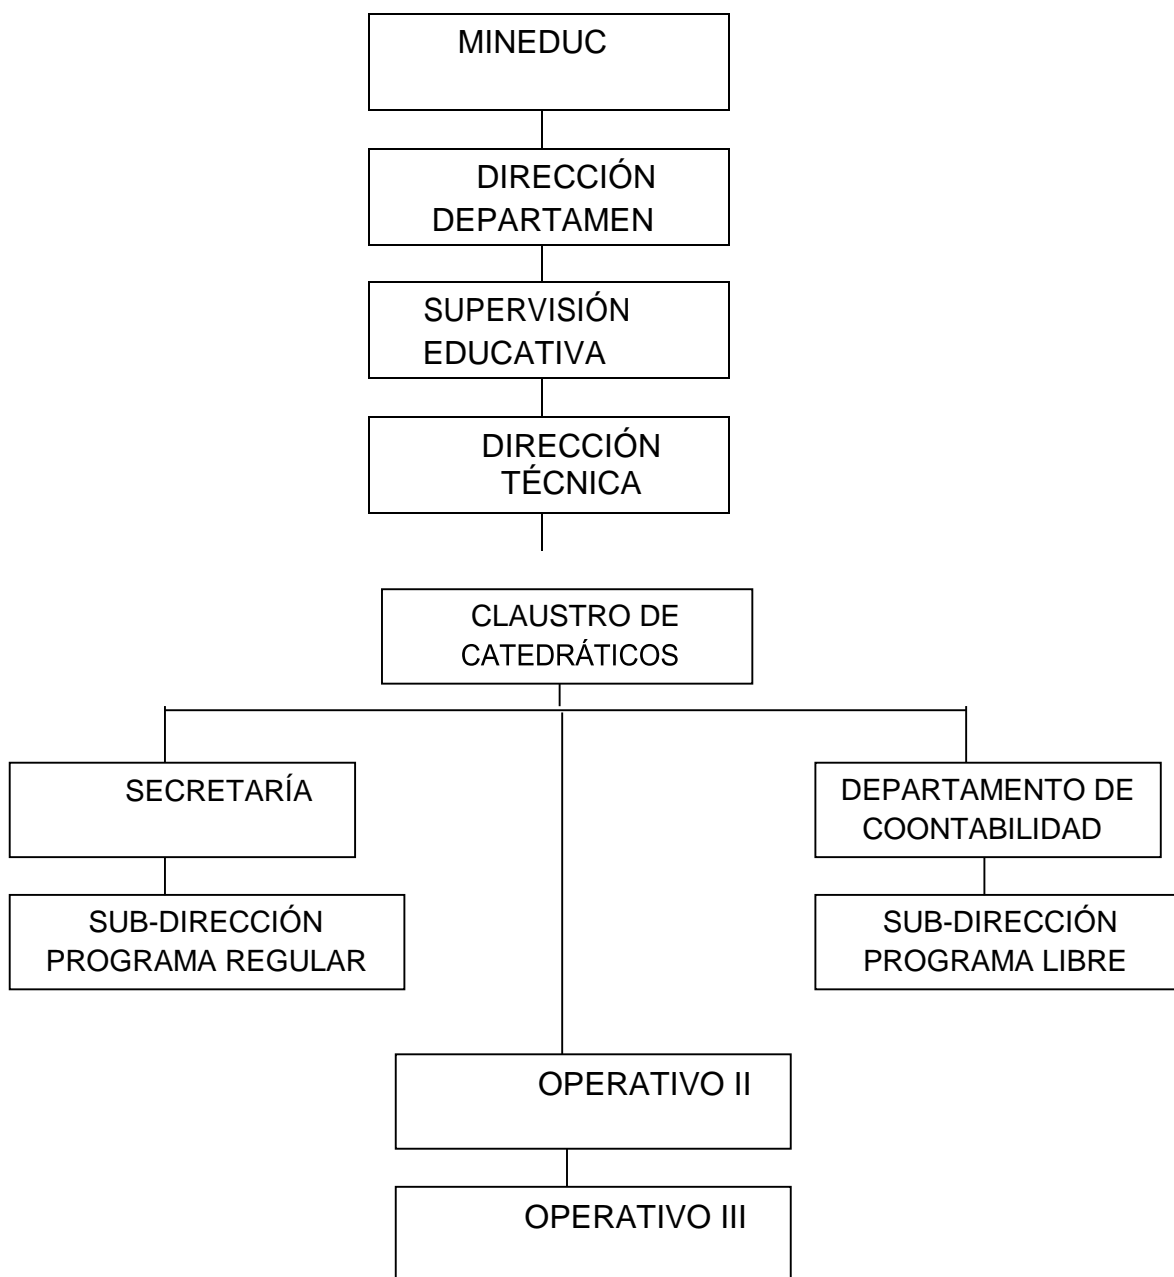 MINEDUC
DIRECCIÓN
DEPARTAMEN
SUPERVISIÓN
EDUCATIVA
DIRECCIÓN
TÉCNICA
CLAUSTRO DE
CATEDRÁTICOS
SECRETARÍA
DEPARTAMENTO DE
COONTABILIDAD
SUB-DIRECCIÓN
PROGRAMA REGULAR
SUB-DIRECCIÓN
PROGRAMA LIBRE
OPERATIVO II
OPERATIVO III